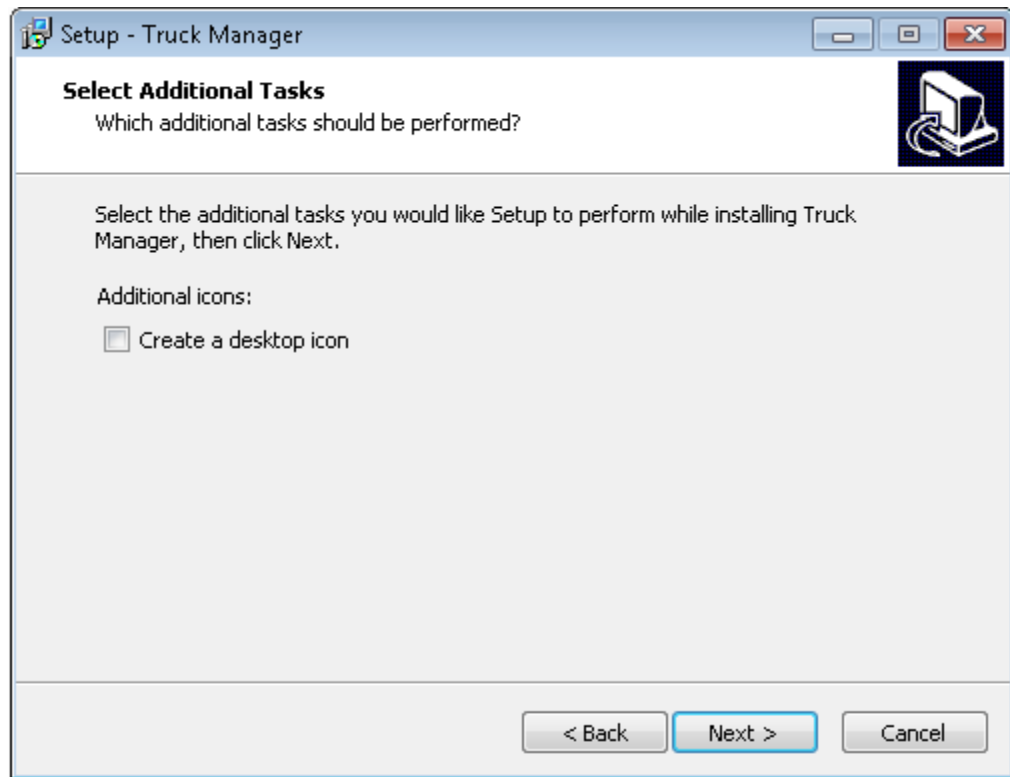 Setup - Truck Manager
Select Additional Tasks
Which additional tasks should be performed?
Select the additional tasks you would like Setup to perform while installing Truck
Manager, then click Next.
Additional icons:
Create a desktop icon
< Back
Next >
Cancel